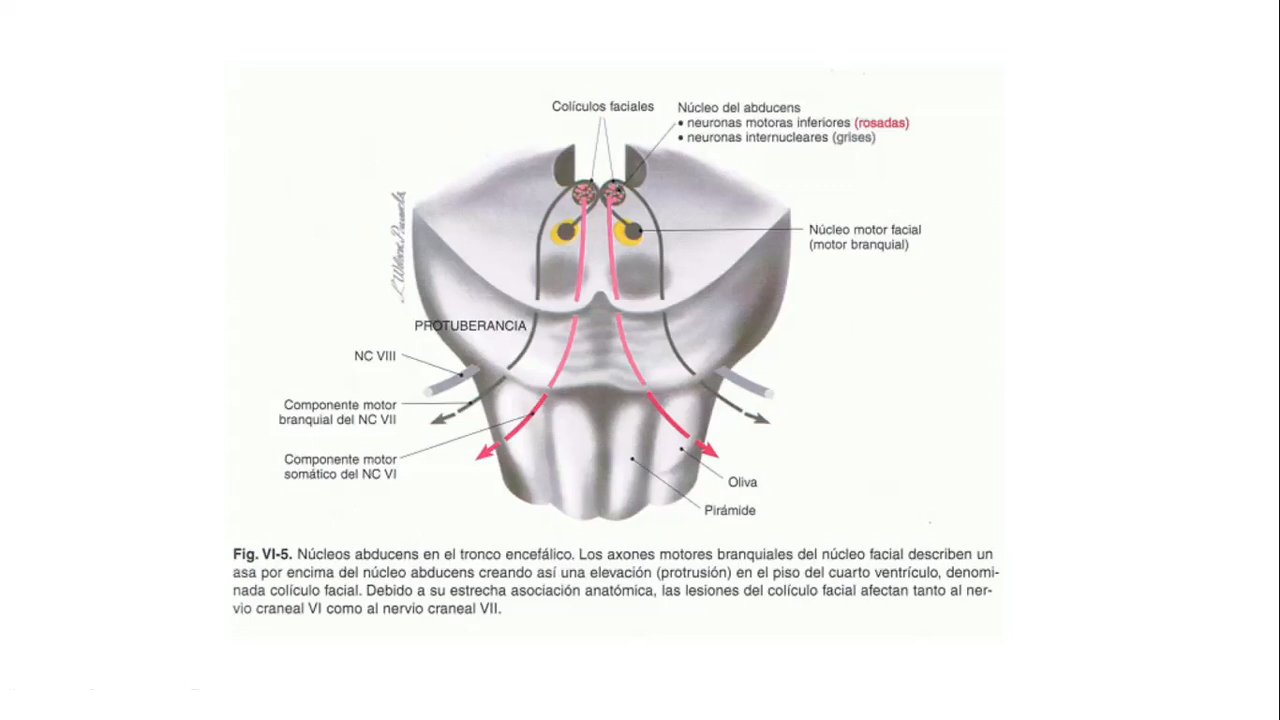 Colículos faciales
Núcleo del abducens
• neuronas motoras inferiores (rosadas)
• neuronas internucleares (grises)
Núcleo motor facial
(motor branquial)
PROTUBERANCIA
NC VIII
Componente motor
branquial del NC VII
Componente motor
somático del NC VI
Oliva
Pirámide
Fig. VI-5. Núcleos abducens en el tronco encefálico. Los axones motores branquiales del núcleo facial describen un
asa por encima del núcleo abducens creando así una elevación (protrusión) en el piso del cuarto ventrículo, denomi-
nada colículo facial. Debido a su estrecha asociación anatómica, las lesiones del colículo facial afectan tanto al ner-
vio craneal VI como al nervio craneal VII.